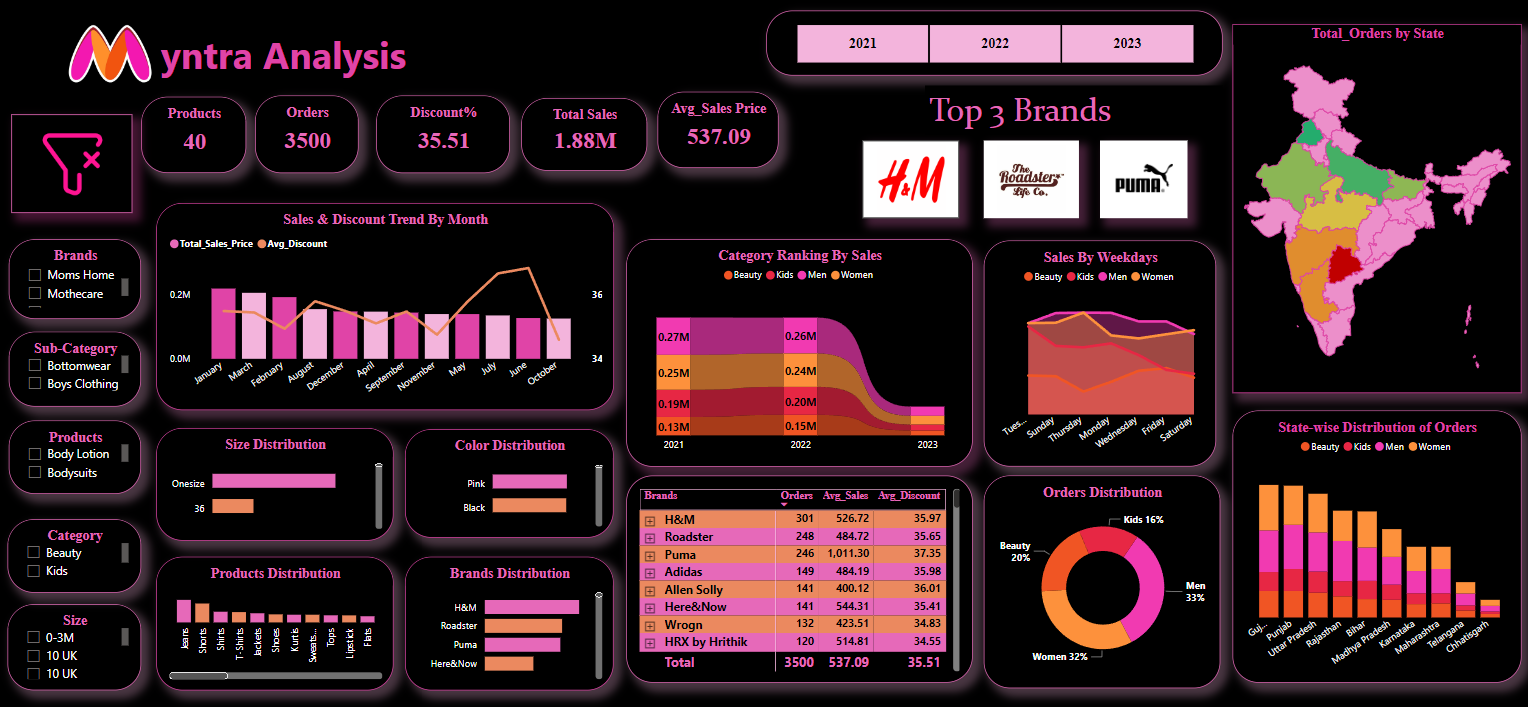 yntra Analysis
2021
2022
2023
Total_Orders by State
Products
40
Orders
3500
Discount%
35.51
Total Sales
1.88M
Avg_Sales Price
537.09
Top 3 Brands
H&M
The
Roadster
Life Co.
PUMA
Brands
Moms Home
Mothecare
Sub-Category
Bottomwear
Boys Clothing
Products
Body Lotion
Bodysuits
Category
Beauty
Kids
Size
0-3M
10 UK
10 UK
Sales & Discount Trend By Month
Total_Sales_Price Avg_Discount
0.2M
0.0M
36
34
January
March
February
August
December
April
September
November
May
July
June
October
Size Distribution
Onesize
36
Color Distribution
Pink
Black
Products Distribution
Jeans
Shorts
Shirts
T-Shirts
Jackets
Shoes
Kurtis
Sweats...
Tops
Lipstick
Flats
Brands Distribution
H&M
Roadster
Puma
Here&Now
Category Ranking By Sales
Beauty Kids Men Women
0.27M
0.25M
0.19M
0.13M
0.26M
0.24M
0.20M
0.15M
2021
2022
2023
Sales By Weekdays
Beauty Kids Men Women
Tues...
Sunday
Thursday
Monday
Wednesday
Friday
Saturday
Brands Orders Avg_Sales Avg_Discount
H&M 301 526.72 35.97
Roadster 248 484.72 35.65
Puma 246 1,011.30 37.35
Adidas 149 484.19 35.98
Allen Solly 141 400.12 36.01
Here&Now 141 544.31 35.41
Wrogn 132 423.51 34.83
HRX by Hrithik 120 514.81 34.55
Total 3500 537.09 35.51
Orders Distribution
Kids 16%
Beauty
20%
Men
33%
Women 32%
State-wise Distribution of Orders
Beauty Kids Men Women
Guj...
Punjab
Uttar Pradesh
Rajasthan
Bihar
Madhya Pradesh
Karnataka
Maharashtra
Telangana
Chhatisgarh